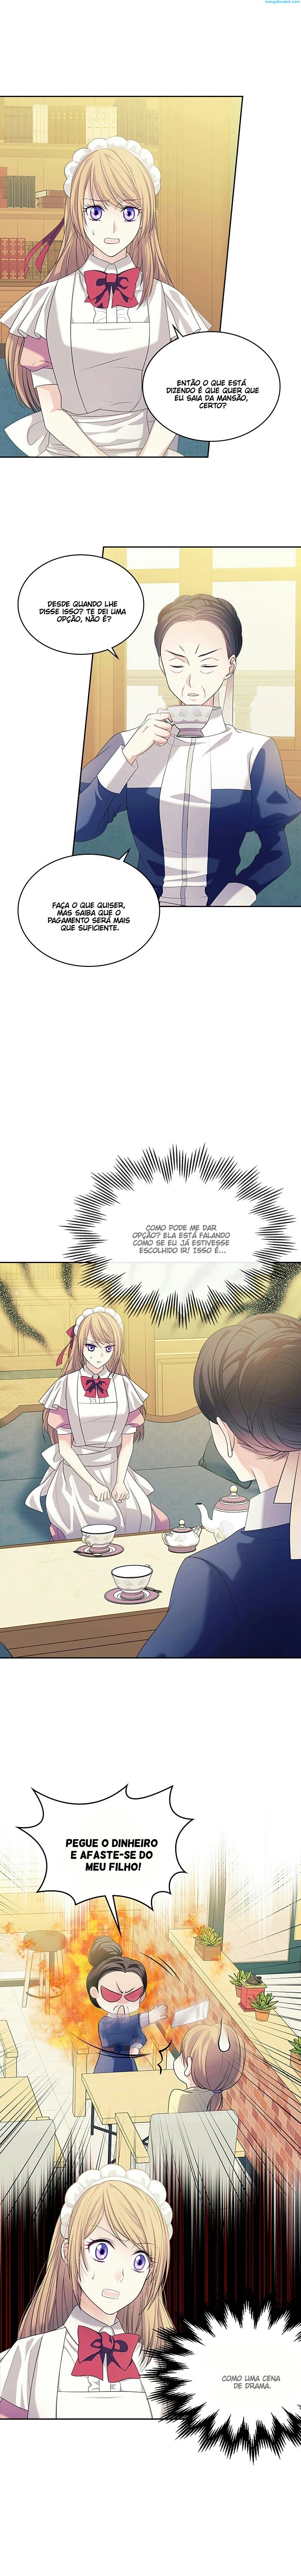 ENTÃO O QUE ESTÁ
DIZENDO É QUE QUER QUE
EU SAIA DA MANSÃO,
CERTO?
DESDE QUANDO LHE
DISSE ISSO? TE DEI UMA
OPÇÃO, NÃO É?
FAÇA O QUE QUISER,
MAS SAIBA QUE O
PAGAMENTO SERÁ MAIS
QUE SUFICIENTE.
COMO PODE ME DAR
OPÇÃO? ELA ESTÁ FALANDO
COMO SE EU JÁ ESTIVESSE
ESCOLHIDO IR! ISSO É...
PEGUE O DINHEIRO
E AFASTE-SE DO
MEU FILHO!
COMO UMA CENA
DE DRAMA.